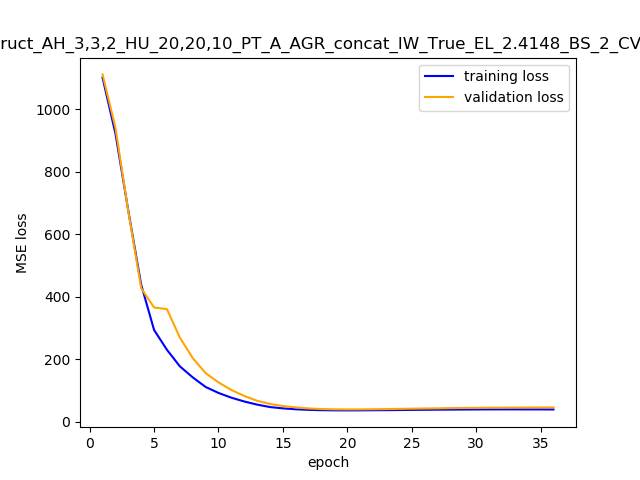 ruct_AH_3,3,2_HU_20,20,10_PT_A_AGR_concat_IW_True_EL_2.4148_BS_2_CV
training loss
validation loss
MSE loss
1000
800
600
400
200
0
0 5 10 15 20 25 30 35
epoch